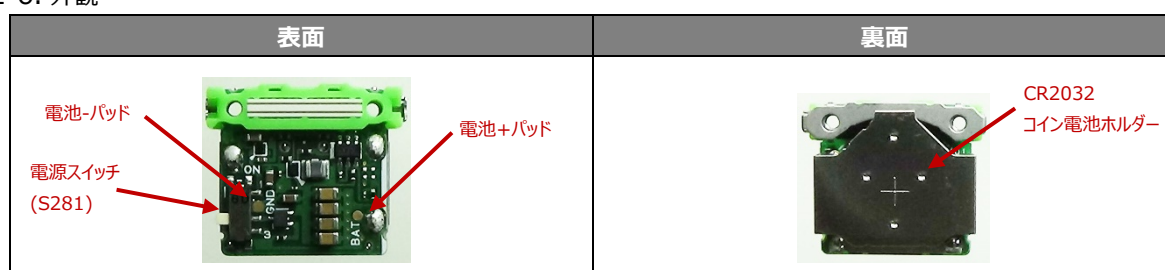 外観
表面
裏面
電池-パッド
電源スイッチ
(S281)
電池+パッド
ON
GND
3
BAT
CR2032
コイン電池ホルダー